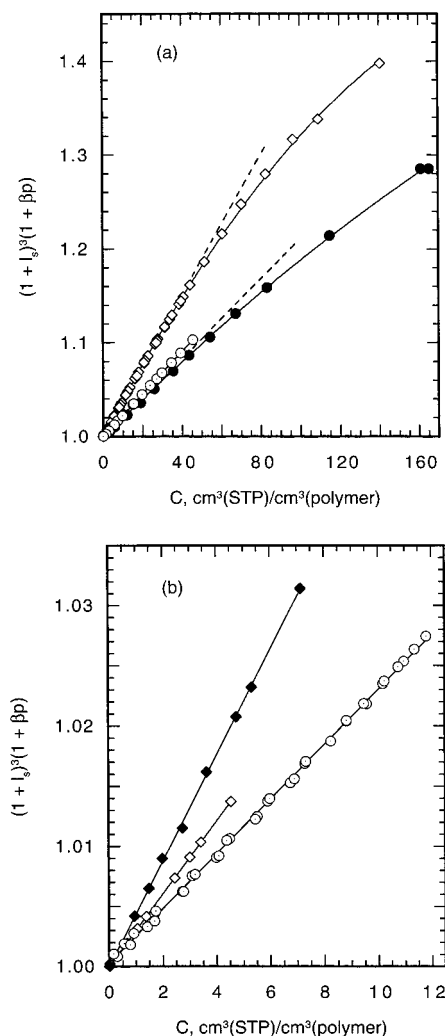 (a)
1.4
1.3
1.2
1.1
1.0
(1 + I_s)³(1 + βp)
0 40 80 120 160
C, cm³(STP)/cm³(polymer)
(b)
1.03
1.02
1.01
1.00
(1 + I_s)³(1 + βp)
0 2 4 6 8 10 12
C, cm³(STP)/cm³(polymer)